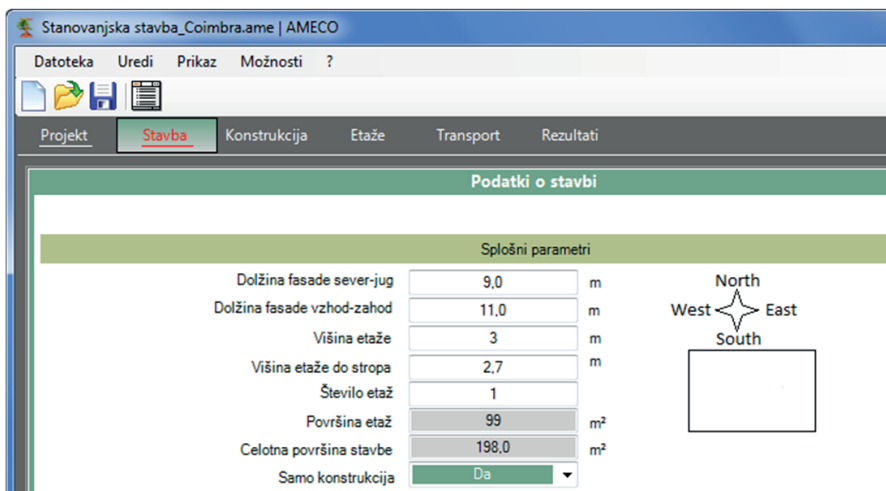 Stanovanjska stavba_Coimbra.ame | AMECO
Datoteka Uredi Prikaz Možnosti ?
Projekt Stavba Konstrukcija Etaže Transport Rezultati
Podatki o stavbi
Splošni parametri
Dolžina fasade sever-jug 9,0 m
Dolžina fasade vzhod-zahod 11,0 m
Višina etaže 3 m
Višina etaže do stropa 2,7 m
Število etaž 1
Površina etaž 99 m²
Celotna površina stavbe 198,0 m²
Samo konstrukcija Da
North
West East
South